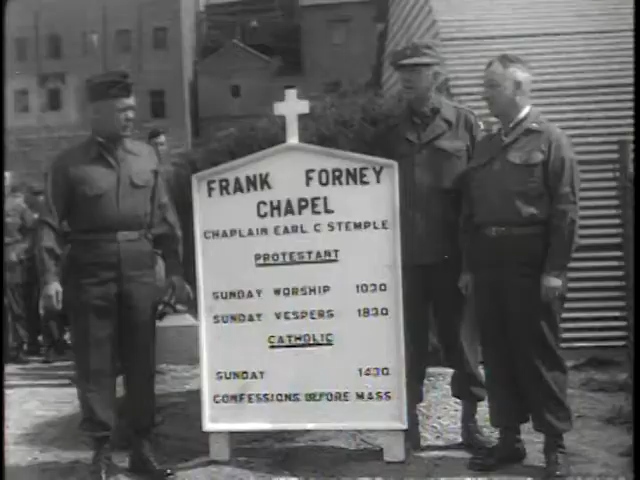 FRANK FORNEY
CHAPEL
CHAPLAIN EARL C STEMPLE
PROTESTANT
SUNDAY WORSHIP 1030
SUNDAY VESPERS 1830
CATHOLIC
SUNDAY 1430
CONFESSIONS BEFORE MASS